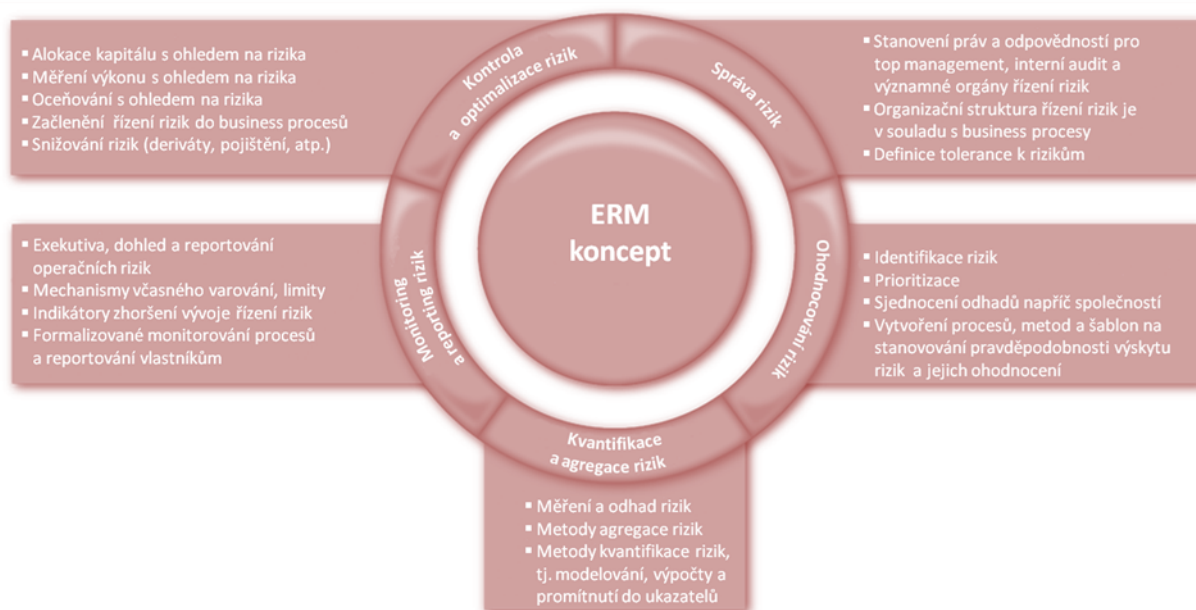 Kontrola
a optimalizace rizik
▪ Alokace kapitálu s ohledem na rizika
▪ Měření výkonu s ohledem na rizika
▪ Oceňování s ohledem na rizika
▪ Začlenění řízení rizik do business procesů
▪ Snižování rizik (deriváty, pojištění, atp.)
Správa rizik
▪ Stanovení práv a odpovědností pro
top management, interní audit a
významné orgány řízení rizik
▪ Organizační struktura řízení rizik je
v souladu s business procesy
▪ Definice tolerance k rizikům
ERM
koncept
Monitoring
a reporting rizik
▪ Exekutiva, dohled a reportování
operačních rizik
▪ Mechanismy včasného varování, limity
▪ Indikátory zhoršení vývoje řízení rizik
▪ Formalizované monitorování procesů
a reportování vlastníkům
Ohodnocování rizik
▪ Identifikace rizik
▪ Prioritizace
▪ Sjednocení odhadů napříč společností
▪ Vytvoření procesů, metod a šablon na
stanovování pravděpodobnosti výskytu
rizik a jejich ohodnocení
Kvantifikace
a agregace rizik
▪ Měření a odhad rizik
▪ Metody agregace rizik
▪ Metody kvantifikace rizik,
tj. modelování, výpočty a
promítnutí do ukazatelů